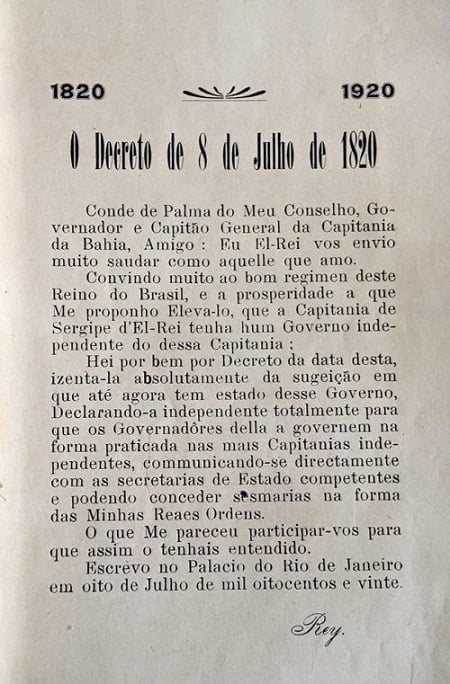 1820 1920
O Decreto de 8 de Julho de 1820
Conde de Palma do Meu Conselho, Go-
vernador e Capitão General da Capitania
da Bahia, Amigo : Eu El-Rei vos envio
muito saudar como aquelle que amo.
Convindo muito ao bom regimen deste
Reino do Brasil, e a prosperidade a que
Me proponho Eleva-lo, que a Capitania de
Sergipe d'El-Rei tenha hum Governo inde-
pendente do dessa Capitania ;
Hei por bem por Decreto da data desta,
izenta-la absolutamente da sugeição em
que até agora tem estado desse Governo,
Declarando-a independente totalmente para
que os Governadôres della a governem na
forma praticada nas mais Capitanias inde-
pendentes, communicando-se directamente
com as secretarias de Estado competentes
e podendo conceder sesmarias na forma
das Minhas Reaes Ordens.
O que Me pareceu participar-vos para
que assim o tenhais entendido.
Escrevo no Palacio do Rio de Janeiro
em oito de Julho de mil oitocentos e vinte.
Rey.